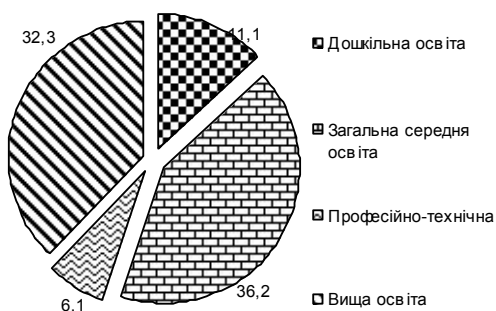 32,3
11,1
Дошкільна освіта
Загальна середня
освіта
Професійно-технічна
6,1
36,2
Вища освіта